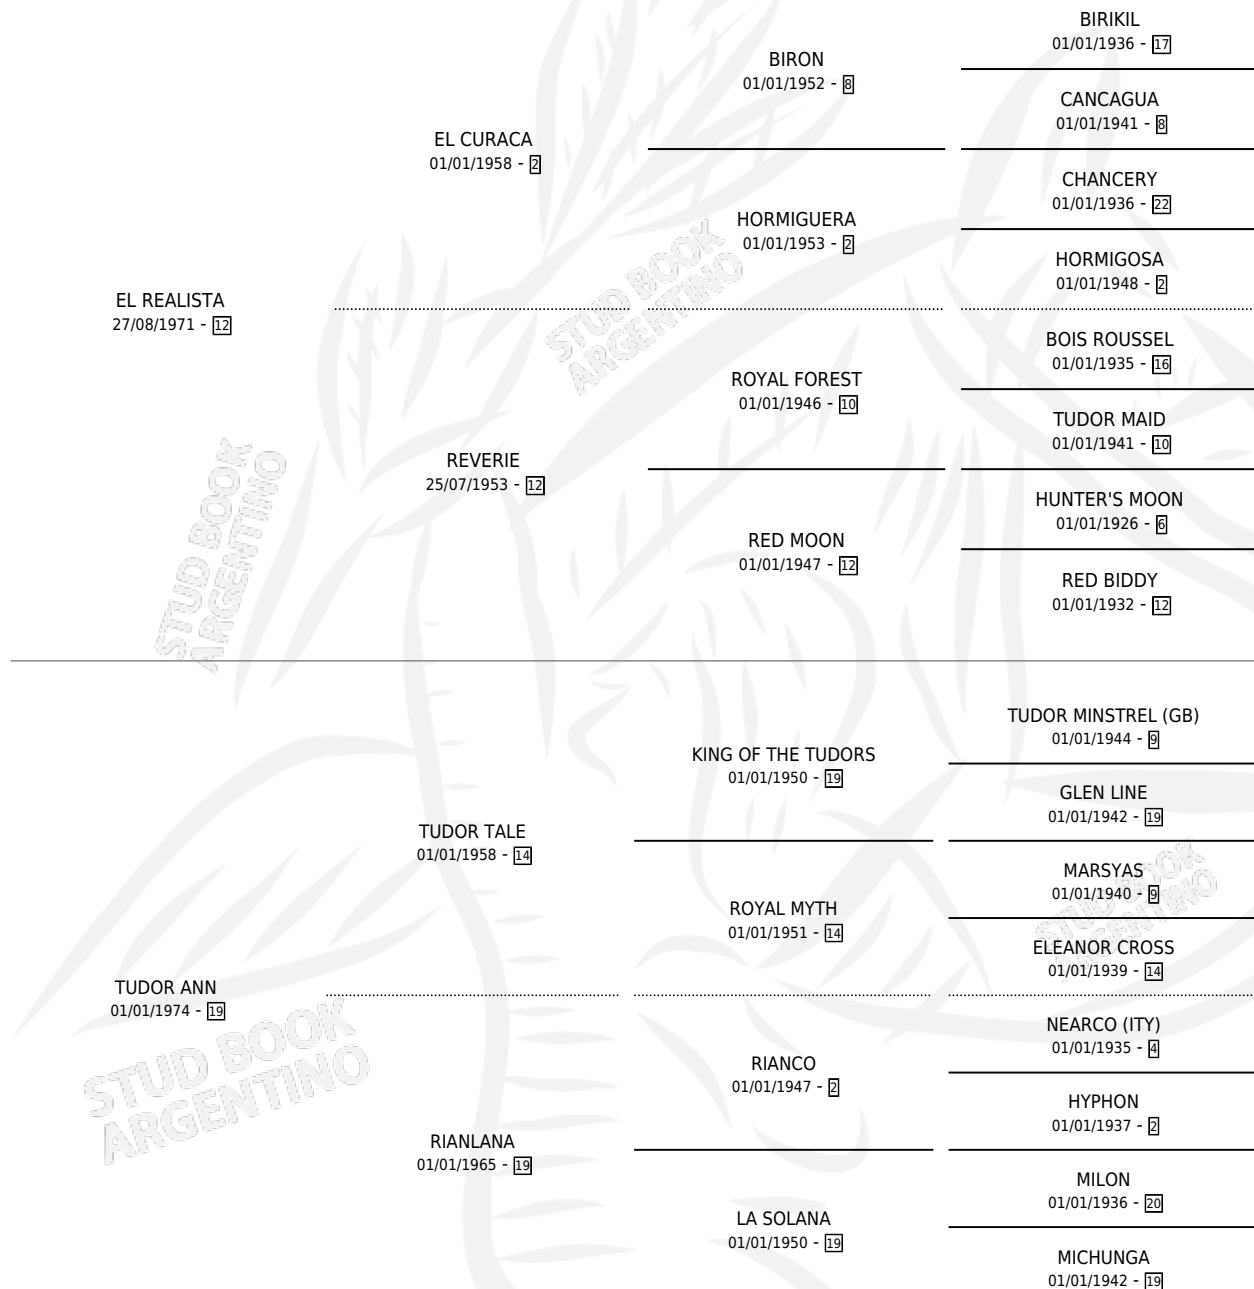 BIRIKIL
01/01/1936 - 17
BIRON
01/01/1952 - 8
CANCAGUA
01/01/1941 - 8
EL CURACA
01/01/1958 - 2
CHANCERY
01/01/1936 - 22
HORMIGUERA
01/01/1953 - 2
HORMIGOSA
01/01/1948 - 2
EL REALISTA
27/08/1971 - 12
BOIS ROUSSEL
01/01/1935 - 16
ROYAL FOREST
01/01/1946 - 10
TUDOR MAID
01/01/1941 - 10
REVERIE
25/07/1953 - 12
HUNTER'S MOON
01/01/1926 - 6
RED MOON
01/01/1947 - 12
RED BIDDY
01/01/1932 - 12
STUD BOOK
ARGENTINO
STUD BOOK
ARGENTINO
TUDOR MINSTREL (GB)
01/01/1944 - 9
KING OF THE TUDORS
01/01/1950 - 19
GLEN LINE
01/01/1942 - 19
TUDOR TALE
01/01/1958 - 14
MARSYAS
01/01/1940 - 9
ROYAL MYTH
01/01/1951 - 14
ELEANOR CROSS
01/01/1939 - 14
TUDOR ANN
01/01/1974 - 19
NEARCO (ITY)
01/01/1935 - 4
RIANCO
01/01/1947 - 2
HYPHON
01/01/1937 - 2
RIANLANA
01/01/1965 - 19
MILON
01/01/1936 - 20
LA SOLANA
01/01/1950 - 19
MICHUNGA
01/01/1942 - 19
STUD BOOK
ARGENTINO
STUD BOOK
ARGENTINO